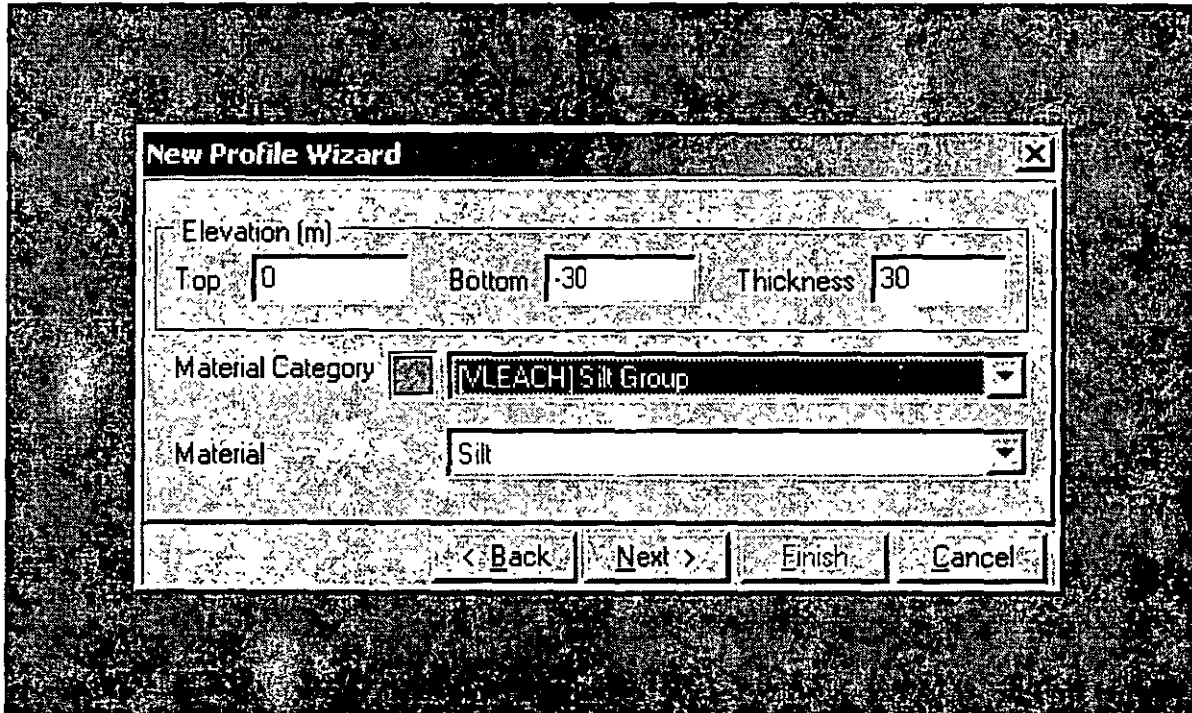 New Profile Wizard
Elevation (m)
Top 0 Bottom -30 Thickness 30
Material Category [VLEACH] Silt Group
Material Silt
< Back Next > Finish Cancel